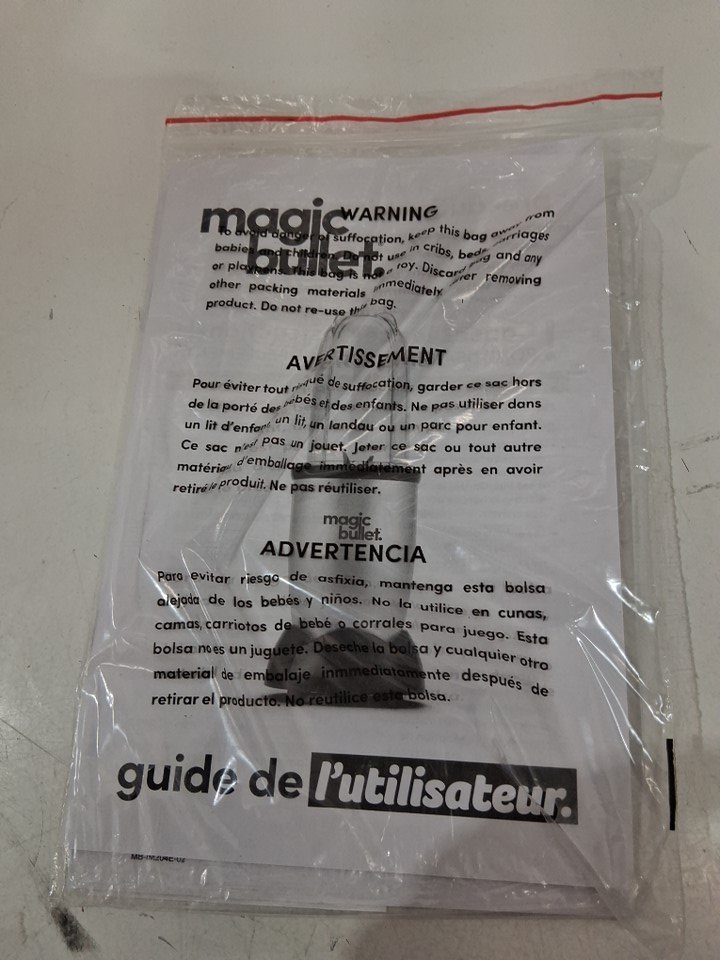 magic
bullet.
WARNING
To avoid danger of suffocation, keep this bag away from
babies and children. Do not use in cribs, beds, carriages
or playpens. This bag is not a toy. Discard bag and any
other packing materials immediately after removing
product. Do not re-use this bag.
AVERTISSEMENT
Pour éviter tout risque de suffocation, garder ce sac hors
de la porté des bébés et des enfants. Ne pas utiliser dans
un lit d'enfant, un lit, un landau ou un parc pour enfant.
Ce sac n'est pas un jouet. Jeter ce sac ou tout autre
matériau d'emballage immédiatement après en avoir
retiré le produit. Ne pas réutiliser.
magic
bullet.
ADVERTENCIA
Para evitar riesgo de asfixia, mantenga esta bolsa
alejada de los bebés y niños. No la utilice en cunas,
camas, carriotos de bebé o corrales para juego. Esta
bolsa no es un juguete. Deseche la bolsa y cualquier otro
material de embalaje inmmediatamente después de
retirar el producto. No reutilice esta bolsa.
guide de l'utilisateur.